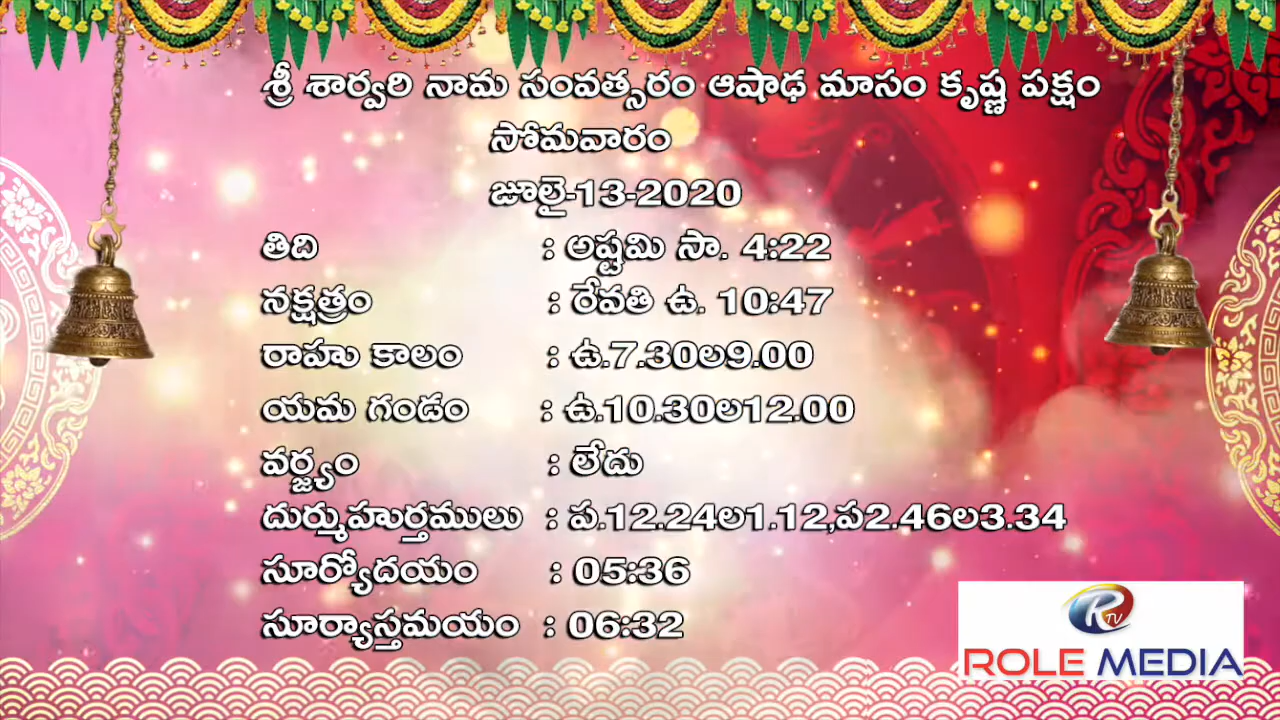 శ్రీ శార్వరి నామ సంవత్సరం ఆషాఢ మాసం కృష్ణ పక్షం
సోమవారం
జూలై-13-2020
తిది : అష్టమి సా. 4:22
నక్షత్రం : రేవతి ఉ. 10:47
రాహు కాలం : ఉ.7.30ల9.00
యమ గండం : ఉ.10.30ల12.00
వర్జ్యం : లేదు
దుర్ముహుర్తములు : ప.12.24ల1.12,ప2.46ల3.34
సూర్యోదయం : 05:36
సూర్యాస్తమయం : 06:32
R TV
ROLE MEDIA